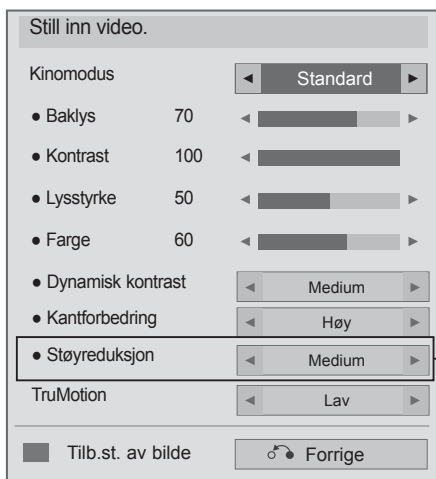 Still inn video.
Kinomodus ◄ Standard ►
● Baklys 70 ◄ ►
● Kontrast 100 ◄
● Lysstyrke 50 ◄ ►
● Farge 60 ◄ ►
● Dynamisk kontrast ◄ Medium ►
● Kantforbedring ◄ Høy ►
● Støyreduksjon ◄ Medium ►
TruMotion ◄ Lav ►
Tilb.st. av bilde Forrige